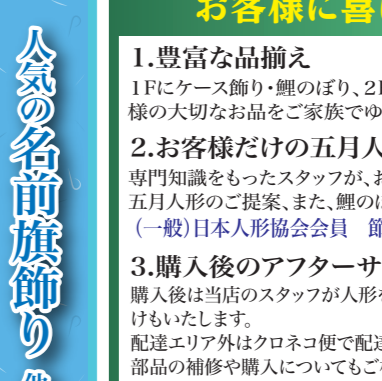 お客様に喜
人気の名前旗飾り
1.豊富な品揃え
1Fにケース飾り・鯉のぼり、2
様の大切なお品をご家族でゆ
2.お客様だけの五月人
専門知識をもったスタッフが、お
五月人形のご提案、また、鯉の
(一般)日本人形協会会員 節
3.購入後のアフターサ
購入後は当店のスタッフが人形
けもいたします。
配達エリア外はクロネコ便で配達
部品の補修や購入についてもご